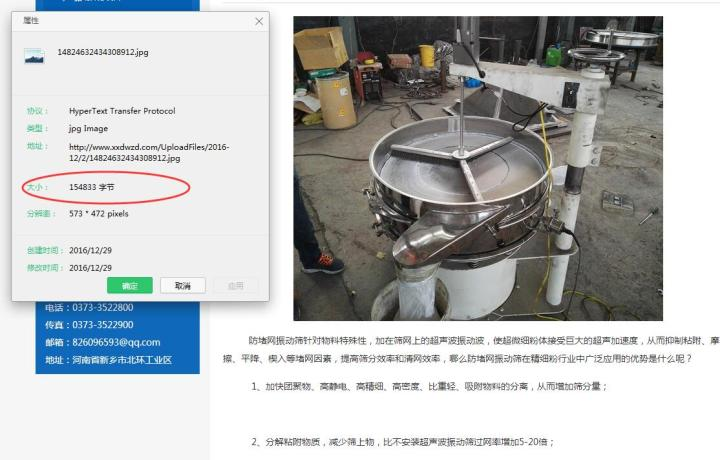 属性
14824632434308912.jpg
协议： HyperText Transfer Protocol
类型： jpg Image
地址： http://www.xxdwzd.com/UploadFiles/2016-
12/2/14824632434308912.jpg
大小： 154833 字节
分辨率： 573 * 472 pixels
创建时间： 2016/12/29
修改时间： 2016/12/29
确定 取消 应用
电话：0373-3522800
传真：0373-3522900
邮箱：826096593@qq.com
地址：河南省新乡市北环工业区
防堵网振动筛针对物料特殊性，加在筛网上的超声波振动波，使超微细粉体接受巨大的超声加速度，从而抑制粘附、摩
擦、平降、楔入等堵网因素，提高筛分效率和清网效率，哪么防堵网振动筛在精细粉行业中广泛应用的优势是什么呢？
1、加快团聚物、高静电、高精细、高密度、比重轻、吸附物料的分离，从而增加筛分量；
2、分解粘附物质，减少筛上物，比不安装超声波振动筛过网率增加5-20倍；